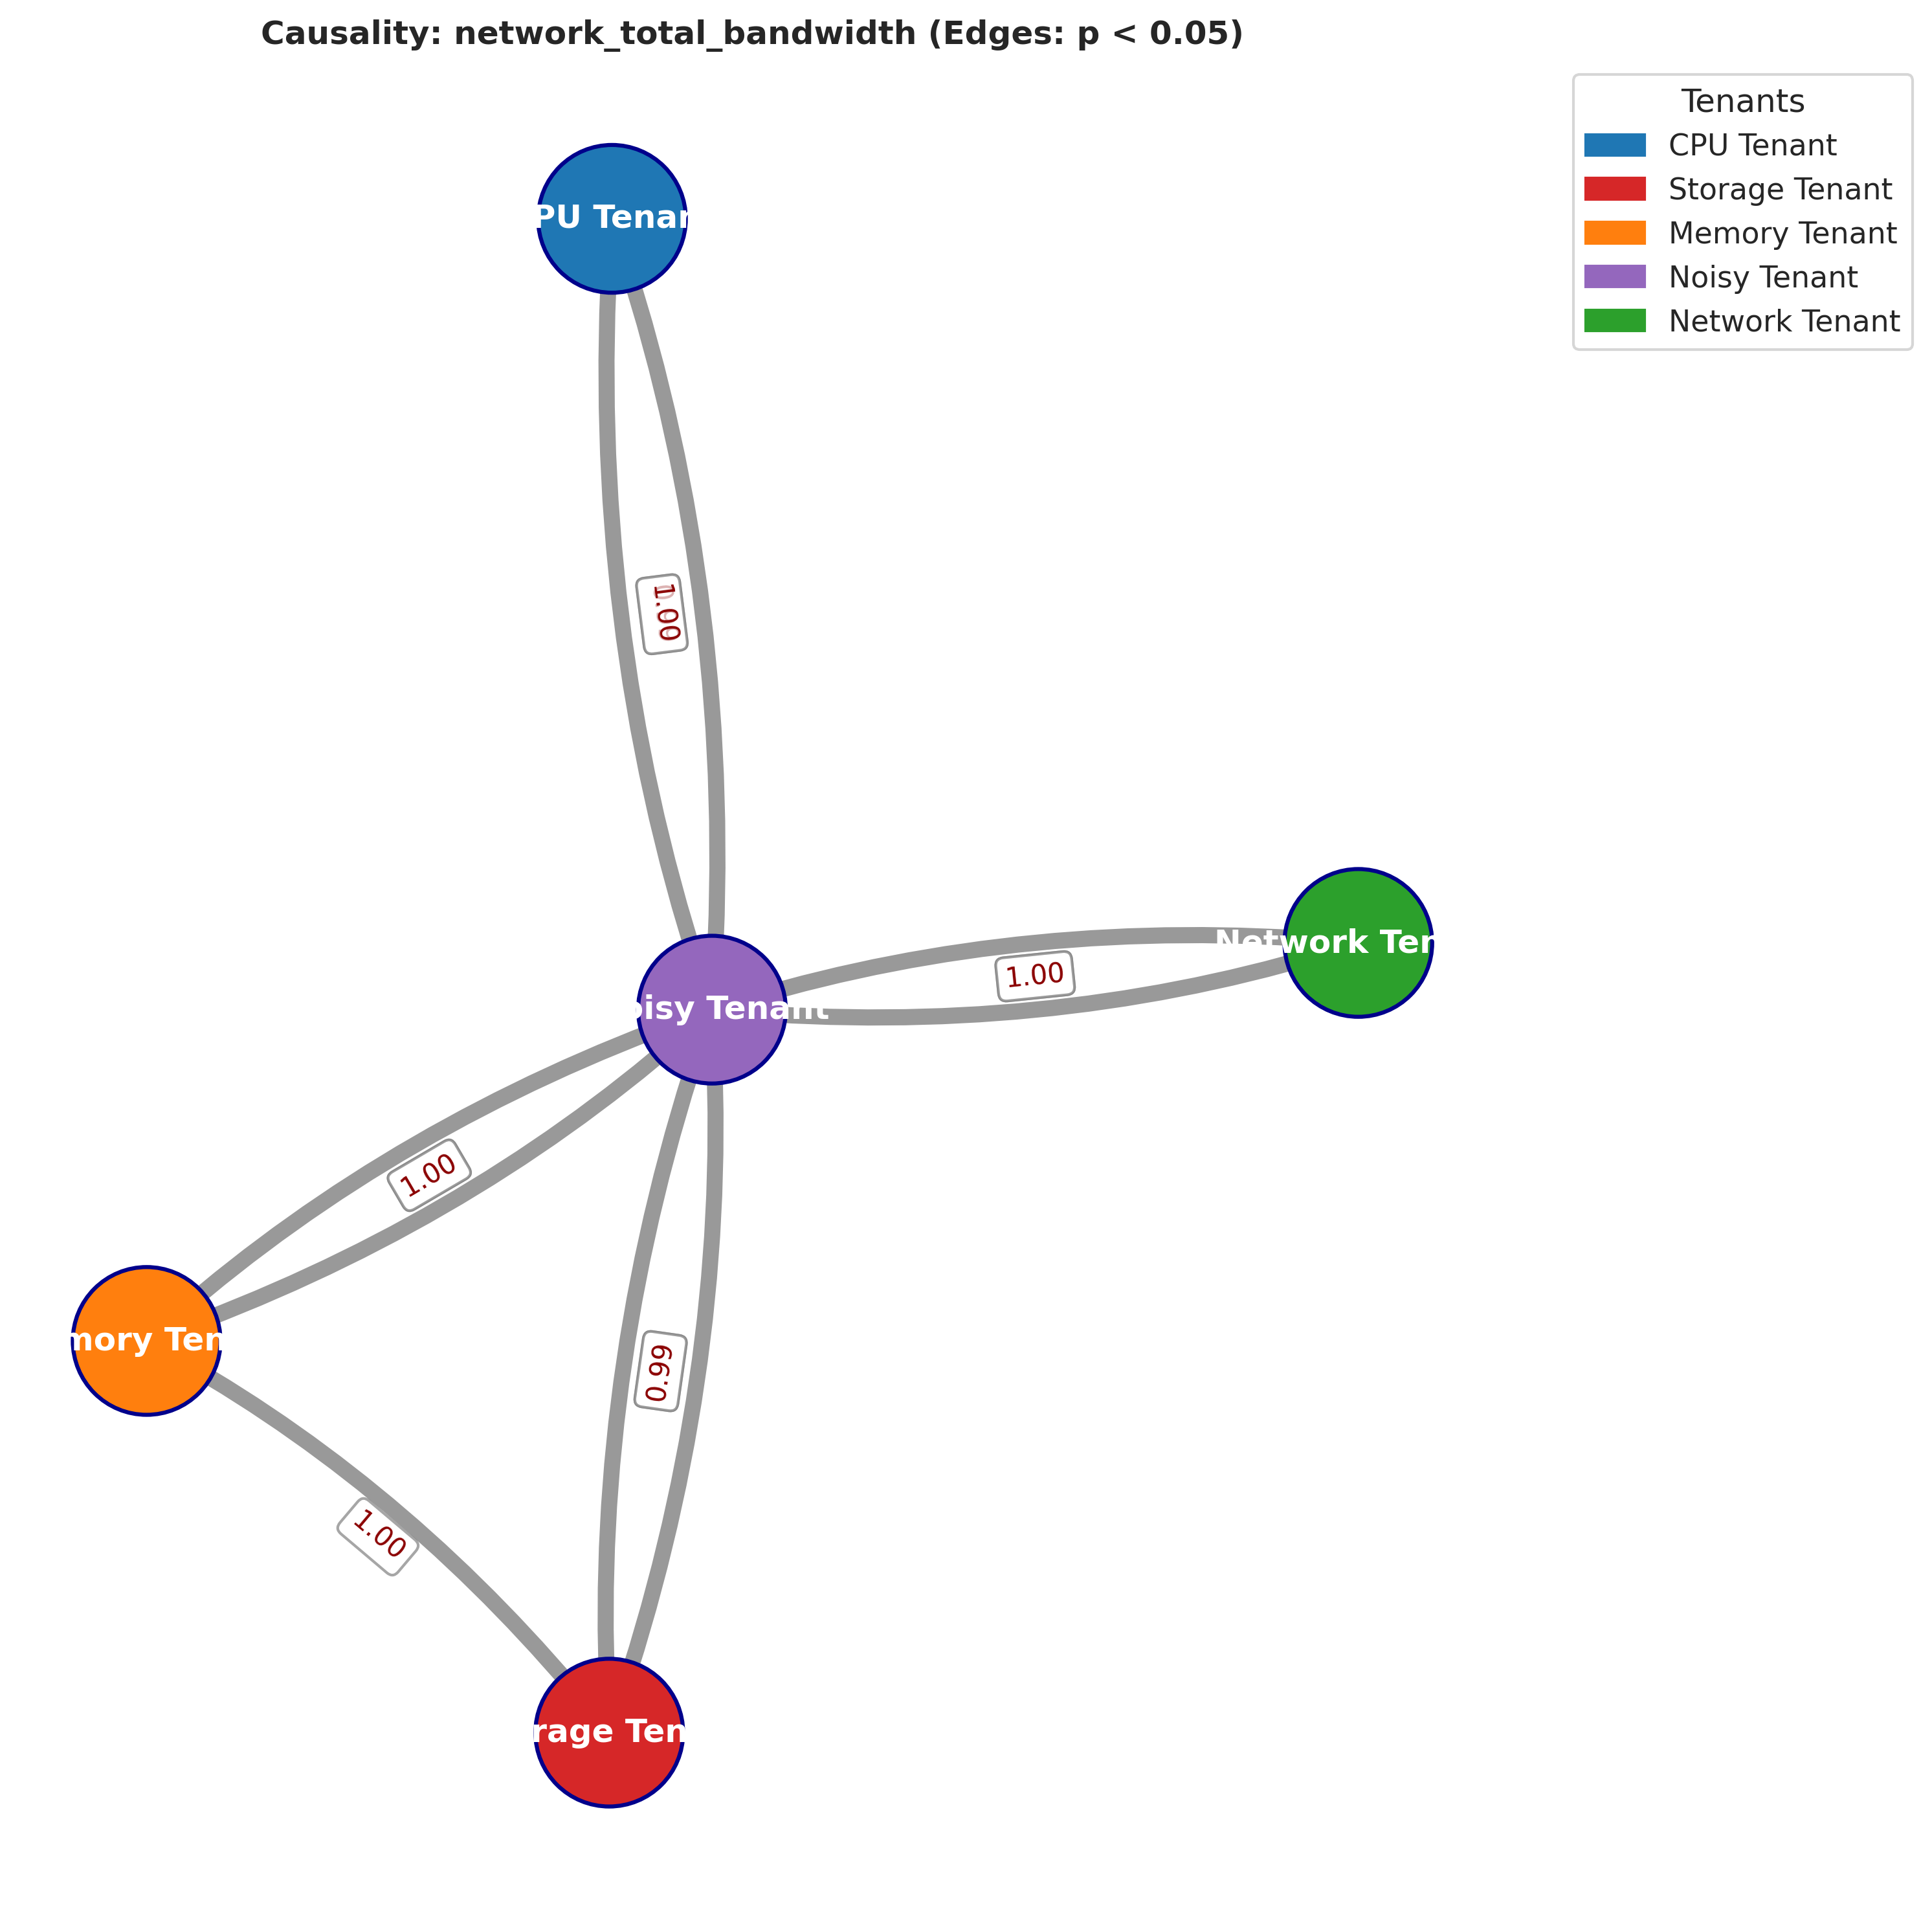 Causality: network_total_bandwidth (Edges: p < 0.05)
Tenants
CPU Tenant
Storage Tenant
Memory Tenant
Noisy Tenant
Network Tenant
PU Tenan
1.00
Network Ten
1.00
oisy Tenant
1.00
mory Ten
0.99
1.00
rage Ten